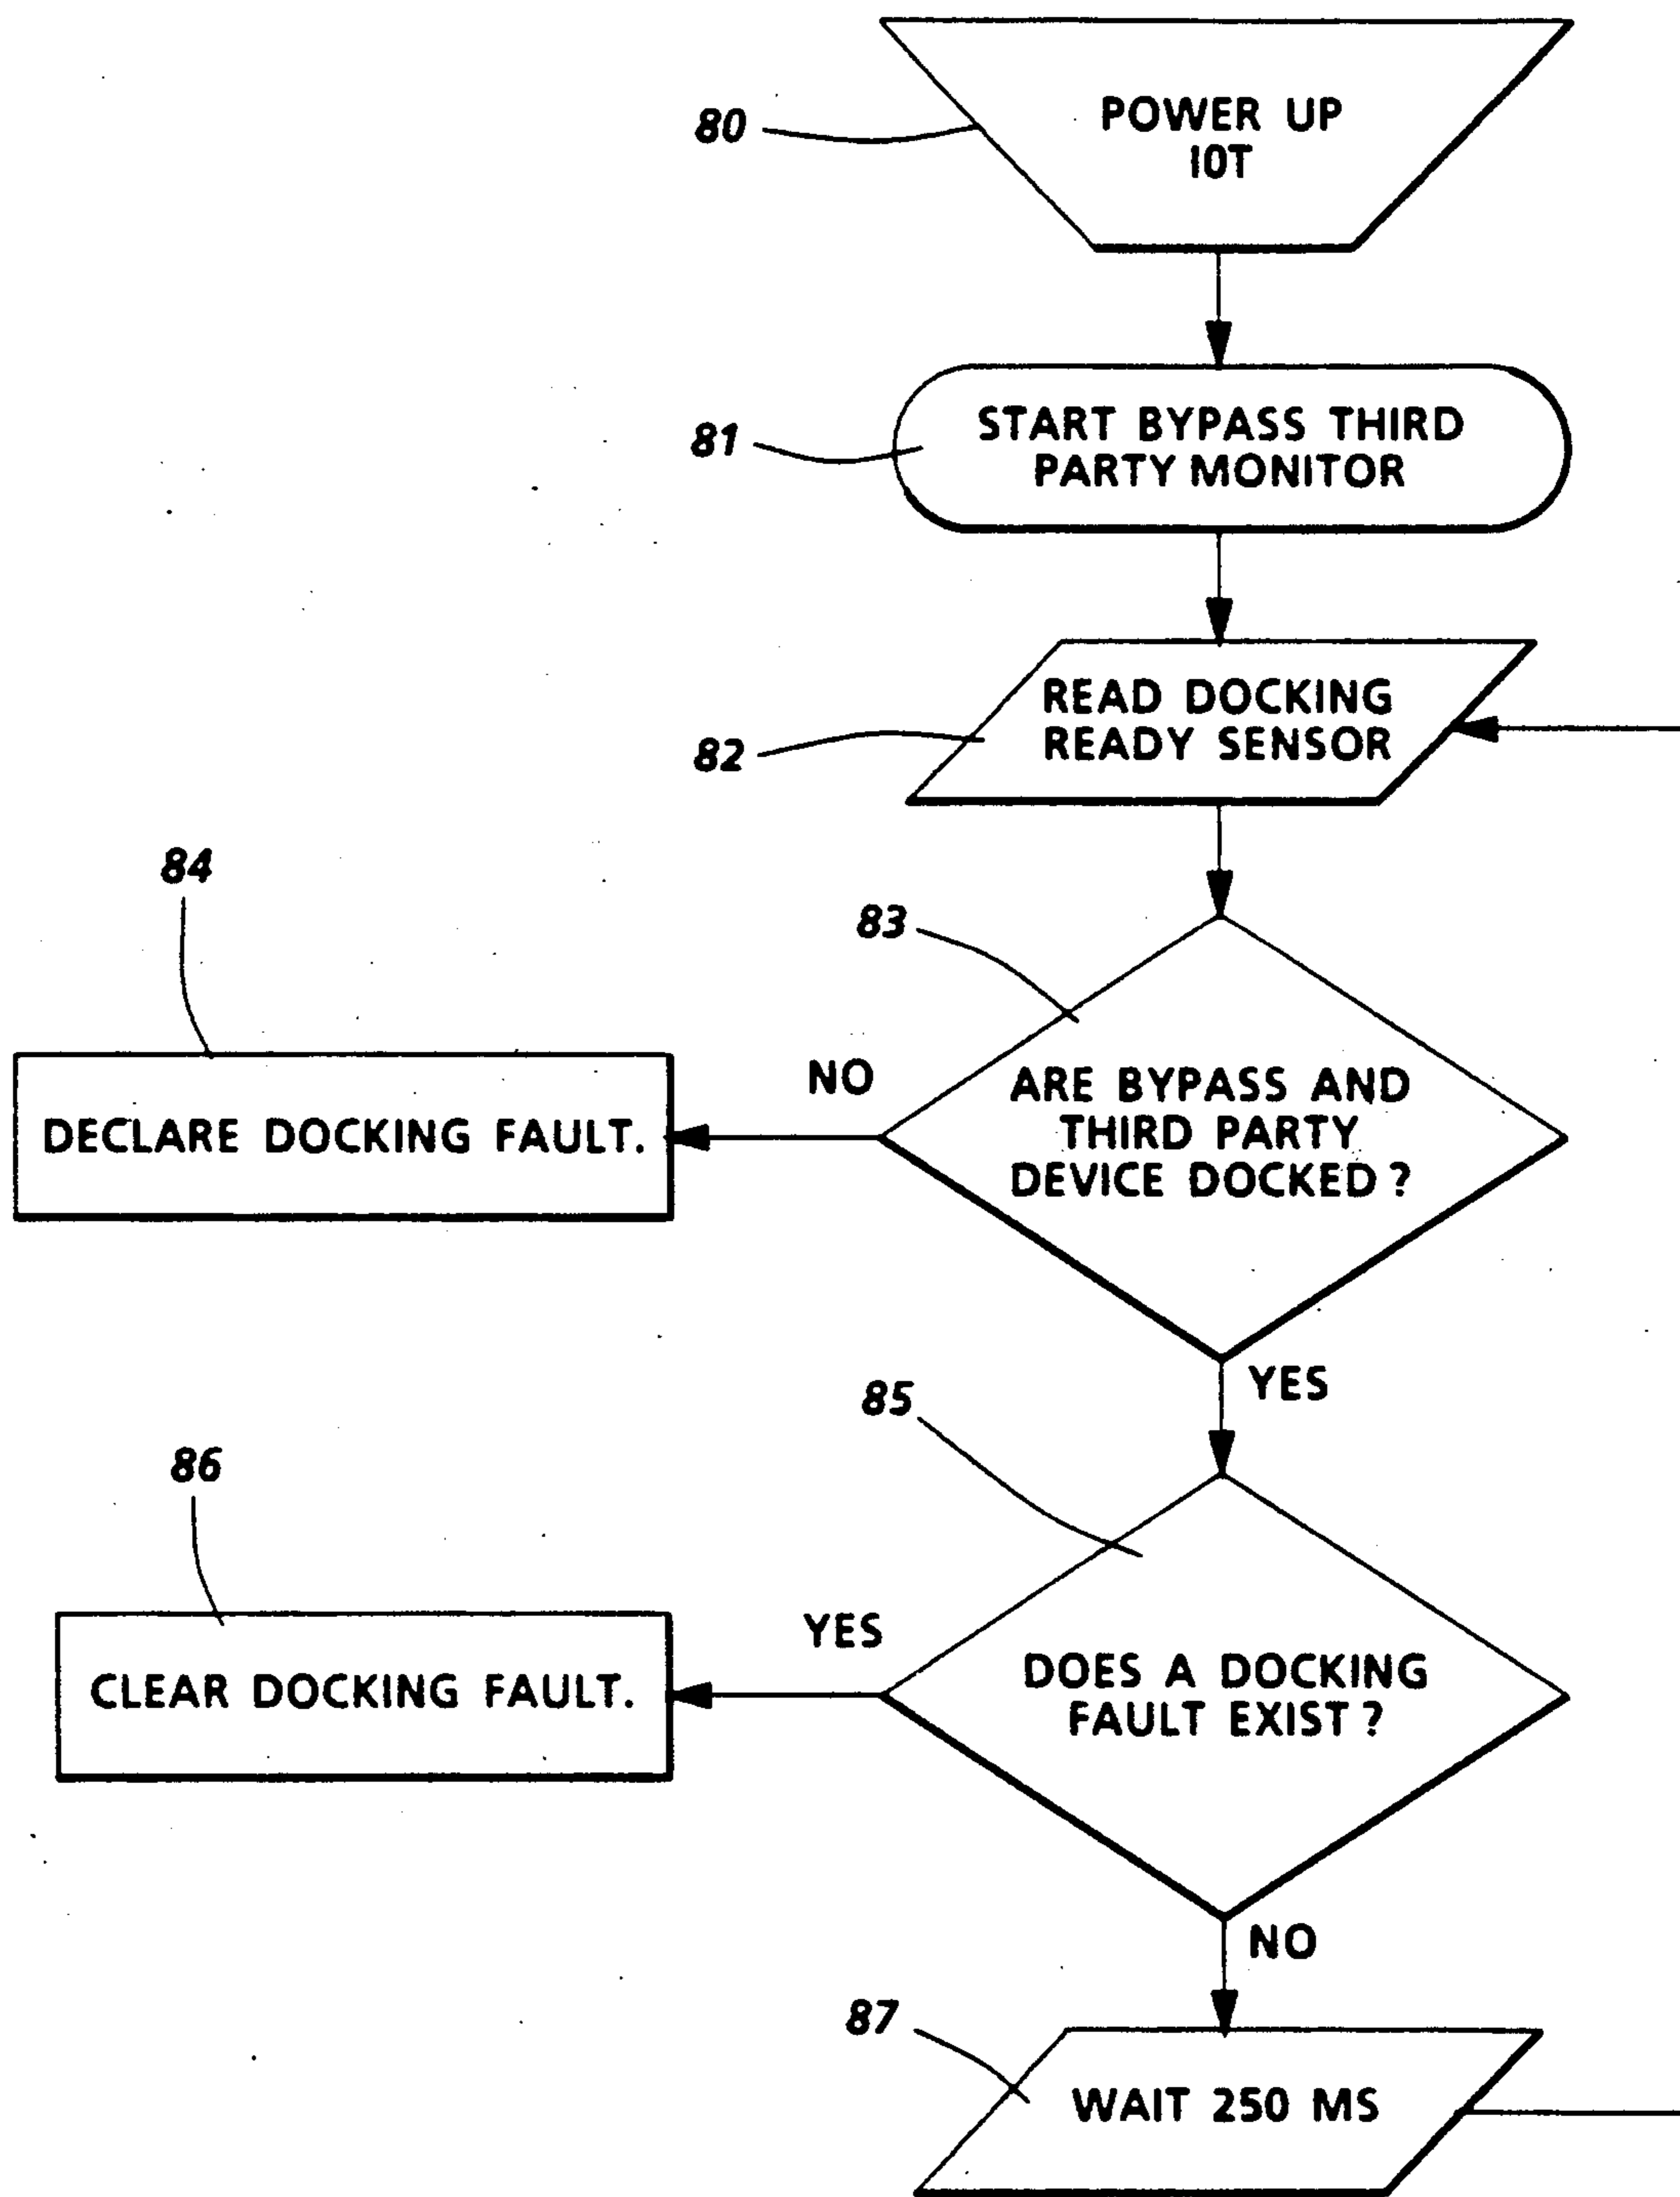 80
POWER UP
IOT
81
START BYPASS THIRD
PARTY MONITOR
82
READ DOCKING
READY SENSOR
84
83
NO
ARE BYPASS AND
THIRD PARTY
DEVICE DOCKED ?
DECLARE DOCKING FAULT.
YES
85
86
YES
DOES A DOCKING
FAULT EXIST ?
CLEAR DOCKING FAULT.
NO
87
WAIT 250 MS